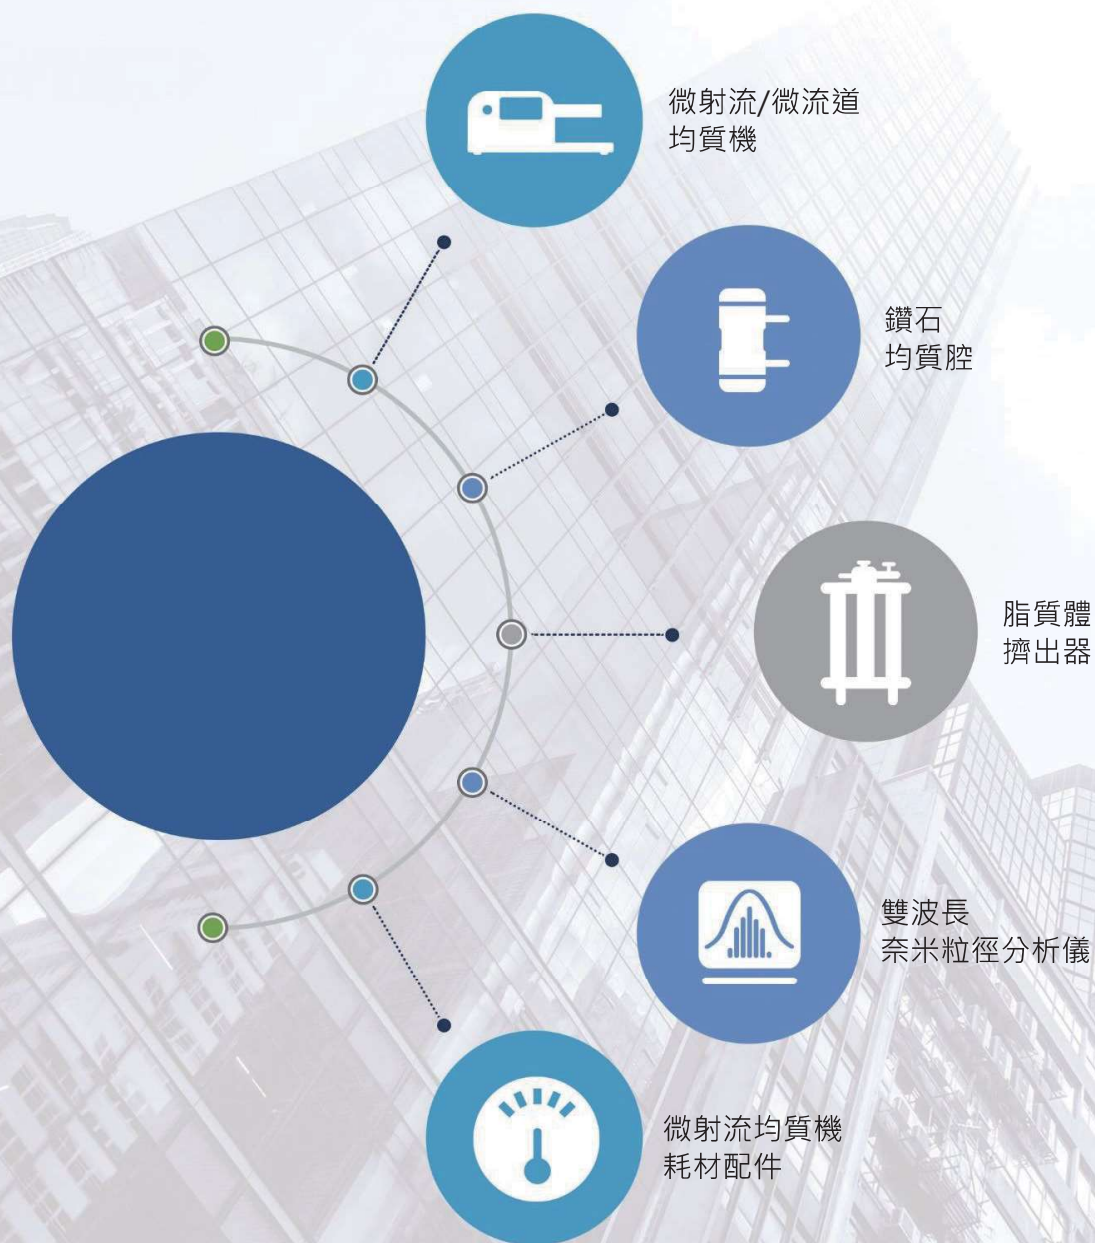 微射流/微流道
均質機
鑽石
均質腔
脂質體
擠出器
雙波長
奈米粒徑分析儀
微射流均質機
耗材配件